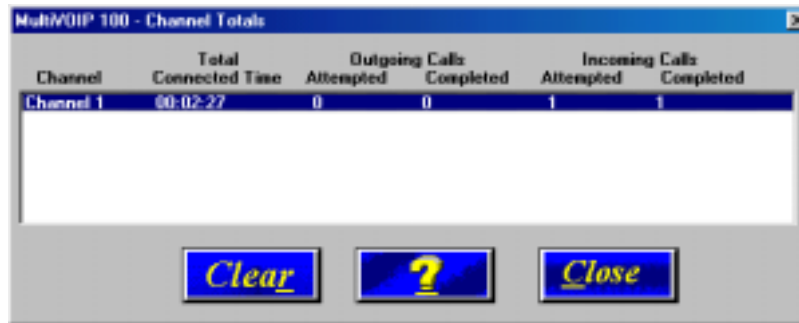 MultiVOIP 100 - Channel Totals
Total Outgoing Calls Incoming Calls
Channel Connected Time Attempted Completed Attempted Completed
Channel 1 00:02:27 0 0 1 1
Clear ? Close